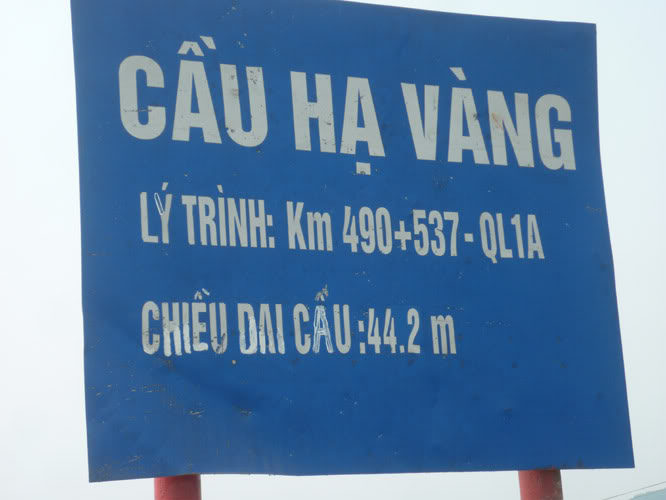 CẦU HẠ VÀNG
LÝ TRÌNH: Km 490+537- QL1A
CHIỀU DAI CẦU :44.2 m